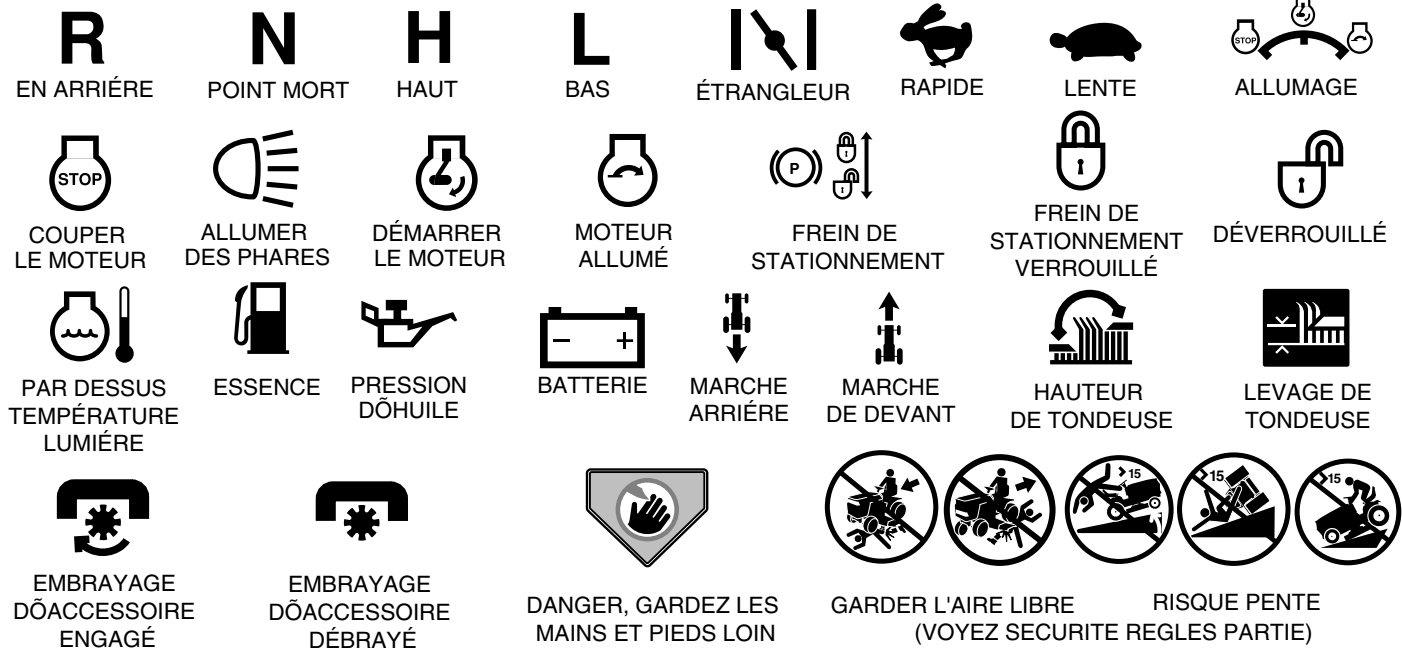 R N H L
EN ARRIÉRE POINT MORT HAUT BAS ÉTRANGLEUR RAPIDE LENTE STOP ALLUMAGE
STOP P
COUPER
LE MOTEUR
ALLUMER
DES PHARES
DÉMARRER
LE MOTEUR
MOTEUR
ALLUMÉ
FREIN DE
STATIONNEMENT
FREIN DE
STATIONNEMENT
VERROUILLÉ
DÉVERROUILLÉ
PAR DESSUS
TEMPÉRATURE
LUMIÉRE
ESSENCE
PRESSION
DÕHUILE
− +
BATTERIE
MARCHE
ARRIÉRE
MARCHE
DE DEVANT
HAUTEUR
DE TONDEUSE
LEVAGE DE
TONDEUSE
EMBRAYAGE
DÕACCESSOIRE
ENGAGÉ
EMBRAYAGE
DÕACCESSOIRE
DÉBRAYÉ
DANGER, GARDEZ LES
MAINS ET PIEDS LOIN
>15 >15 >15
GARDER L'AIRE LIBRE RISQUE PENTE
(VOYEZ SECURITE REGLES PARTIE)